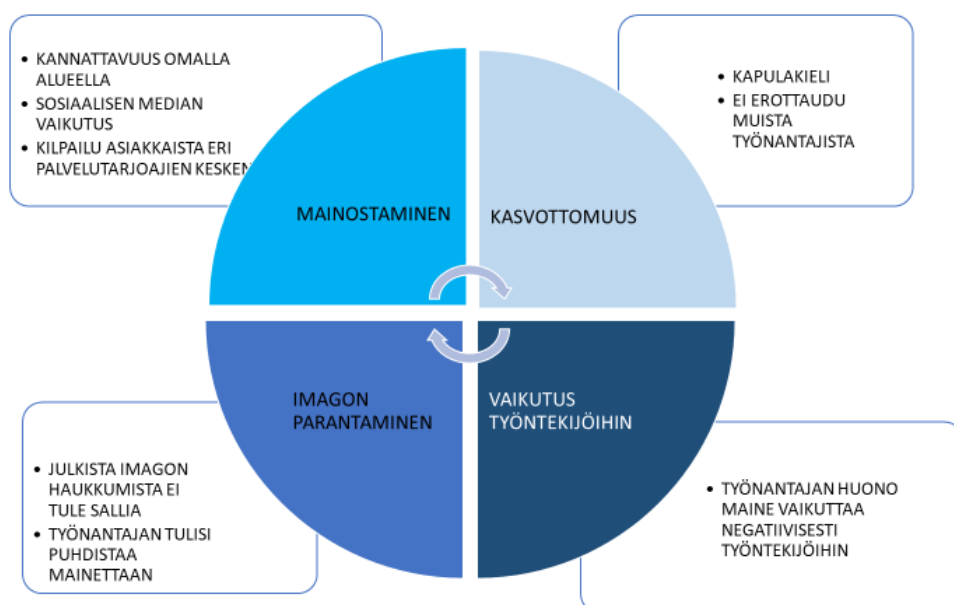 • KANNATTAVUUS OMALLA
ALUEELLA
• SOSIAALISEN MEDIAN
VAIKUTUS
• KILPAILU ASIAKKAISTA ERI
PALVELUTARJOAJIEN KESKEN
MAINOSTAMINEN
• KAPULAKIELI
• EI EROTTAUDU
MUISTA
TYÖNANTAJISTA
KASVOTTOMUUS
IMAGON
PARANTAMINEN
• JULKISTA IMAGON
HAUKKUMISTA EI
TULE SALLIA
• TYÖNANTAJAN TULISI
PUHDISTAA
MAINETTAAN
VAIKUTUS
TYÖNTEKIJÖIHIN
• TYÖNANTAJAN HUONO
MAINE VAIKUTTAA
NEGATIIVISESTI
TYÖNTEKIJÖIHIN